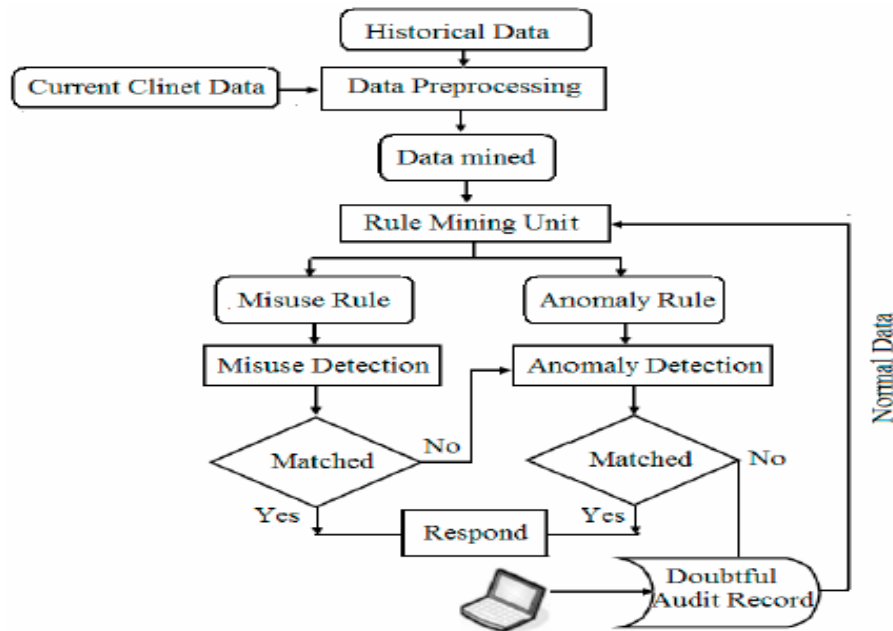 Historical Data
Current Clinet Data
Data Preprocessing
Data mined
Rule Mining Unit
Misuse Rule
Anomaly Rule
Misuse Detection
Anomaly Detection
Normal Data
Matched
No
Matched
No
Yes
Respond
Yes
Doubtful
Audit Record